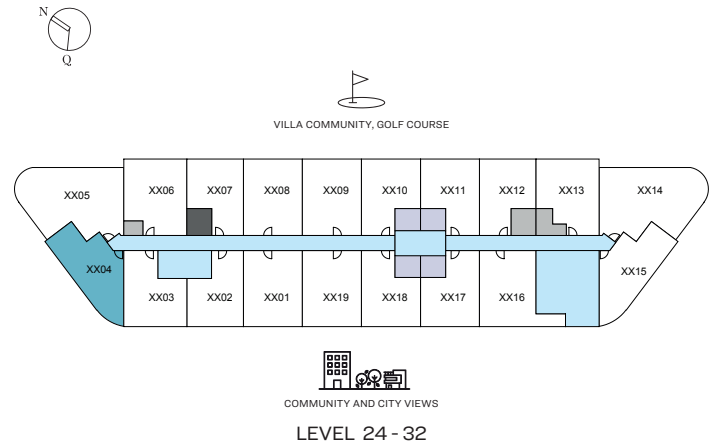 N
Q
VILLA COMMUNITY, GOLF COURSE
XX05
XX06
XX07
XX08
XX09
XX10
XX11
XX12
XX13
XX14
XX04
XX03
XX02
XX01
XX19
XX18
XX17
XX16
XX15
COMMUNITY AND CITY VIEWS
LEVEL 24 - 32